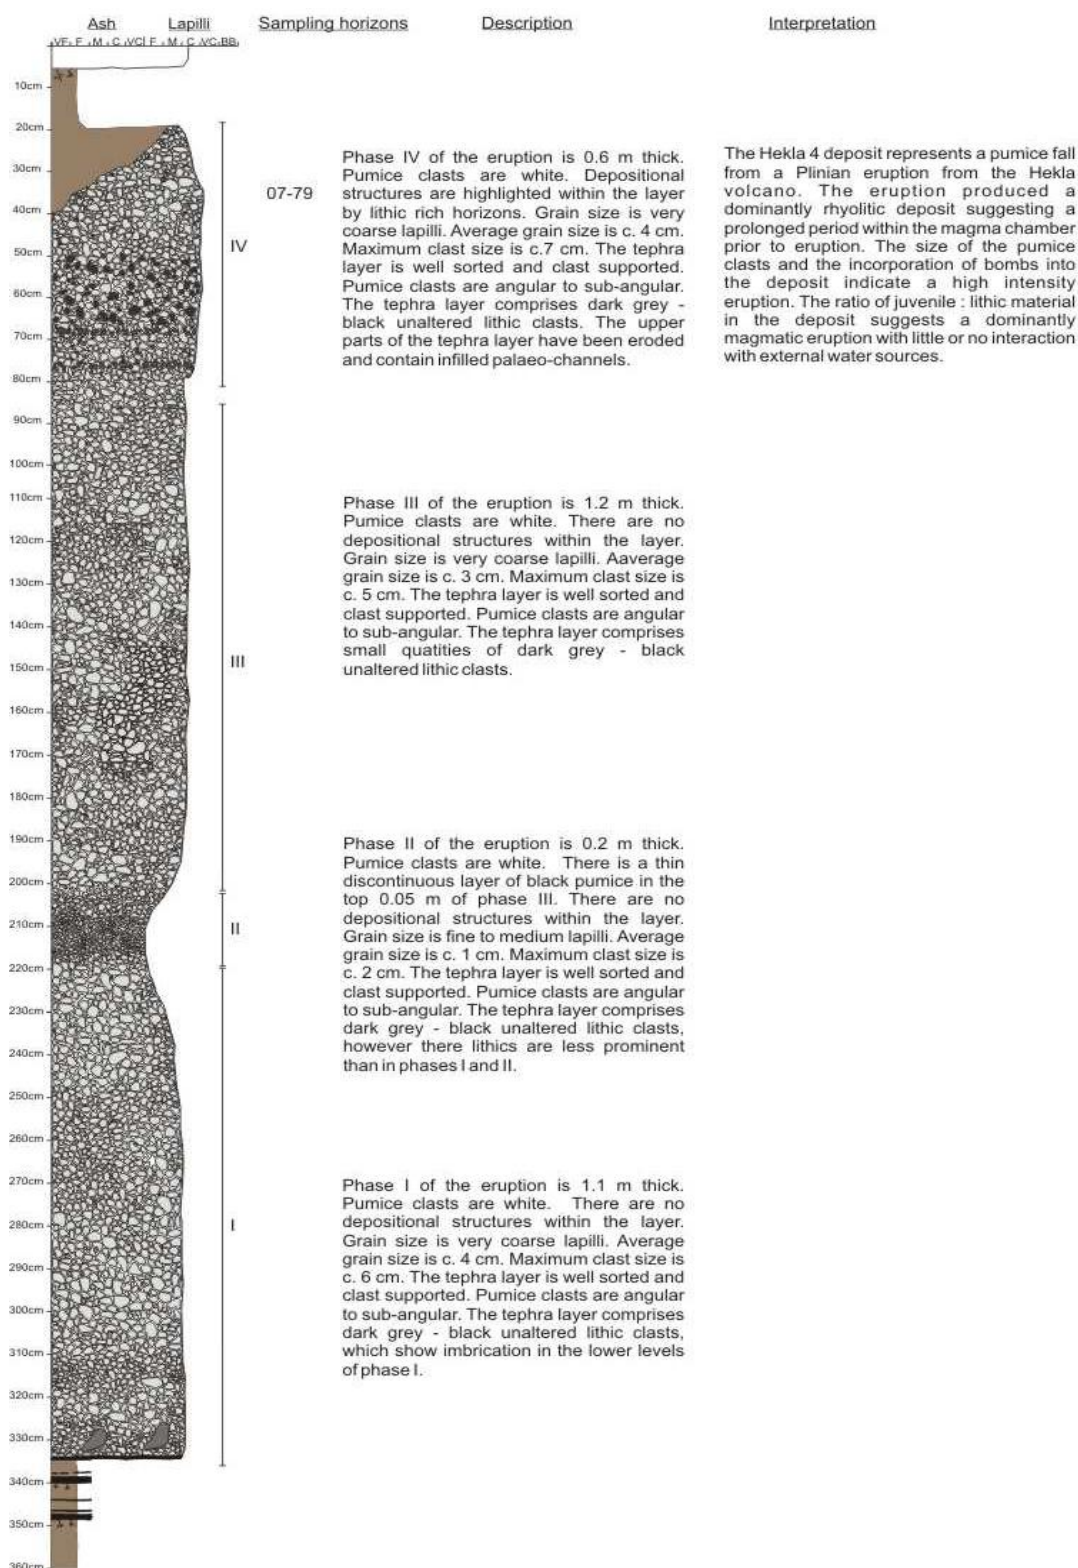 Ash Lapilli Sampling horizons Description Interpretation
VF F M C VC F M C VC BB
10cm
20cm
30cm
40cm
50cm
60cm
70cm
80cm
90cm
100cm
110cm
120cm
130cm
140cm
150cm
160cm
170cm
180cm
190cm
200cm
210cm
220cm
230cm
240cm
250cm
260cm
270cm
280cm
290cm
300cm
310cm
320cm
330cm
340cm
350cm
360cm
IV
III
II
I
07-79
Phase IV of the eruption is 0.6 m thick.
Pumice clasts are white. Depositional
structures are highlighted within the layer
by lithic rich horizons. Grain size is very
coarse lapilli. Average grain size is c. 4 cm.
Maximum clast size is c.7 cm. The tephra
layer is well sorted and clast supported.
Pumice clasts are angular to sub-angular.
The tephra layer comprises dark grey -
black unaltered lithic clasts. The upper
parts of the tephra layer have been eroded
and contain infilled palaeo-channels.
Phase III of the eruption is 1.2 m thick.
Pumice clasts are white. There are no
depositional structures within the layer.
Grain size is very coarse lapilli. Aaverage
grain size is c. 3 cm. Maximum clast size is
c. 5 cm. The tephra layer is well sorted and
clast supported. Pumice clasts are angular
to sub-angular. The tephra layer comprises
small quatities of dark grey - black
unaltered lithic clasts.
Phase II of the eruption is 0.2 m thick.
Pumice clasts are white. There is a thin
discontinuous layer of black pumice in the
top 0.05 m of phase III. There are no
depositional structures within the layer.
Grain size is fine to medium lapilli. Average
grain size is c. 1 cm. Maximum clast size is
c. 2 cm. The tephra layer is well sorted and
clast supported. Pumice clasts are angular
to sub-angular. The tephra layer comprises
dark grey - black unaltered lithic clasts,
however there lithics are less prominent
than in phases I and II.
Phase I of the eruption is 1.1 m thick.
Pumice clasts are white. There are no
depositional structures within the layer.
Grain size is very coarse lapilli. Average
grain size is c. 4 cm. Maximum clast size is
c. 6 cm. The tephra layer is well sorted and
clast supported. Pumice clasts are angular
to sub-angular. The tephra layer comprises
dark grey - black unaltered lithic clasts,
which show imbrication in the lower levels
of phase I.
The Hekla 4 deposit represents a pumice fall
from a Plinian eruption from the Hekla
volcano. The eruption produced a
dominantly rhyolitic deposit suggesting a
prolonged period within the magma chamber
prior to eruption. The size of the pumice
clasts and the incorporation of bombs into
the deposit indicate a high intensity
eruption. The ratio of juvenile : lithic material
in the deposit suggests a dominantly
magmatic eruption with little or no interaction
with external water sources.